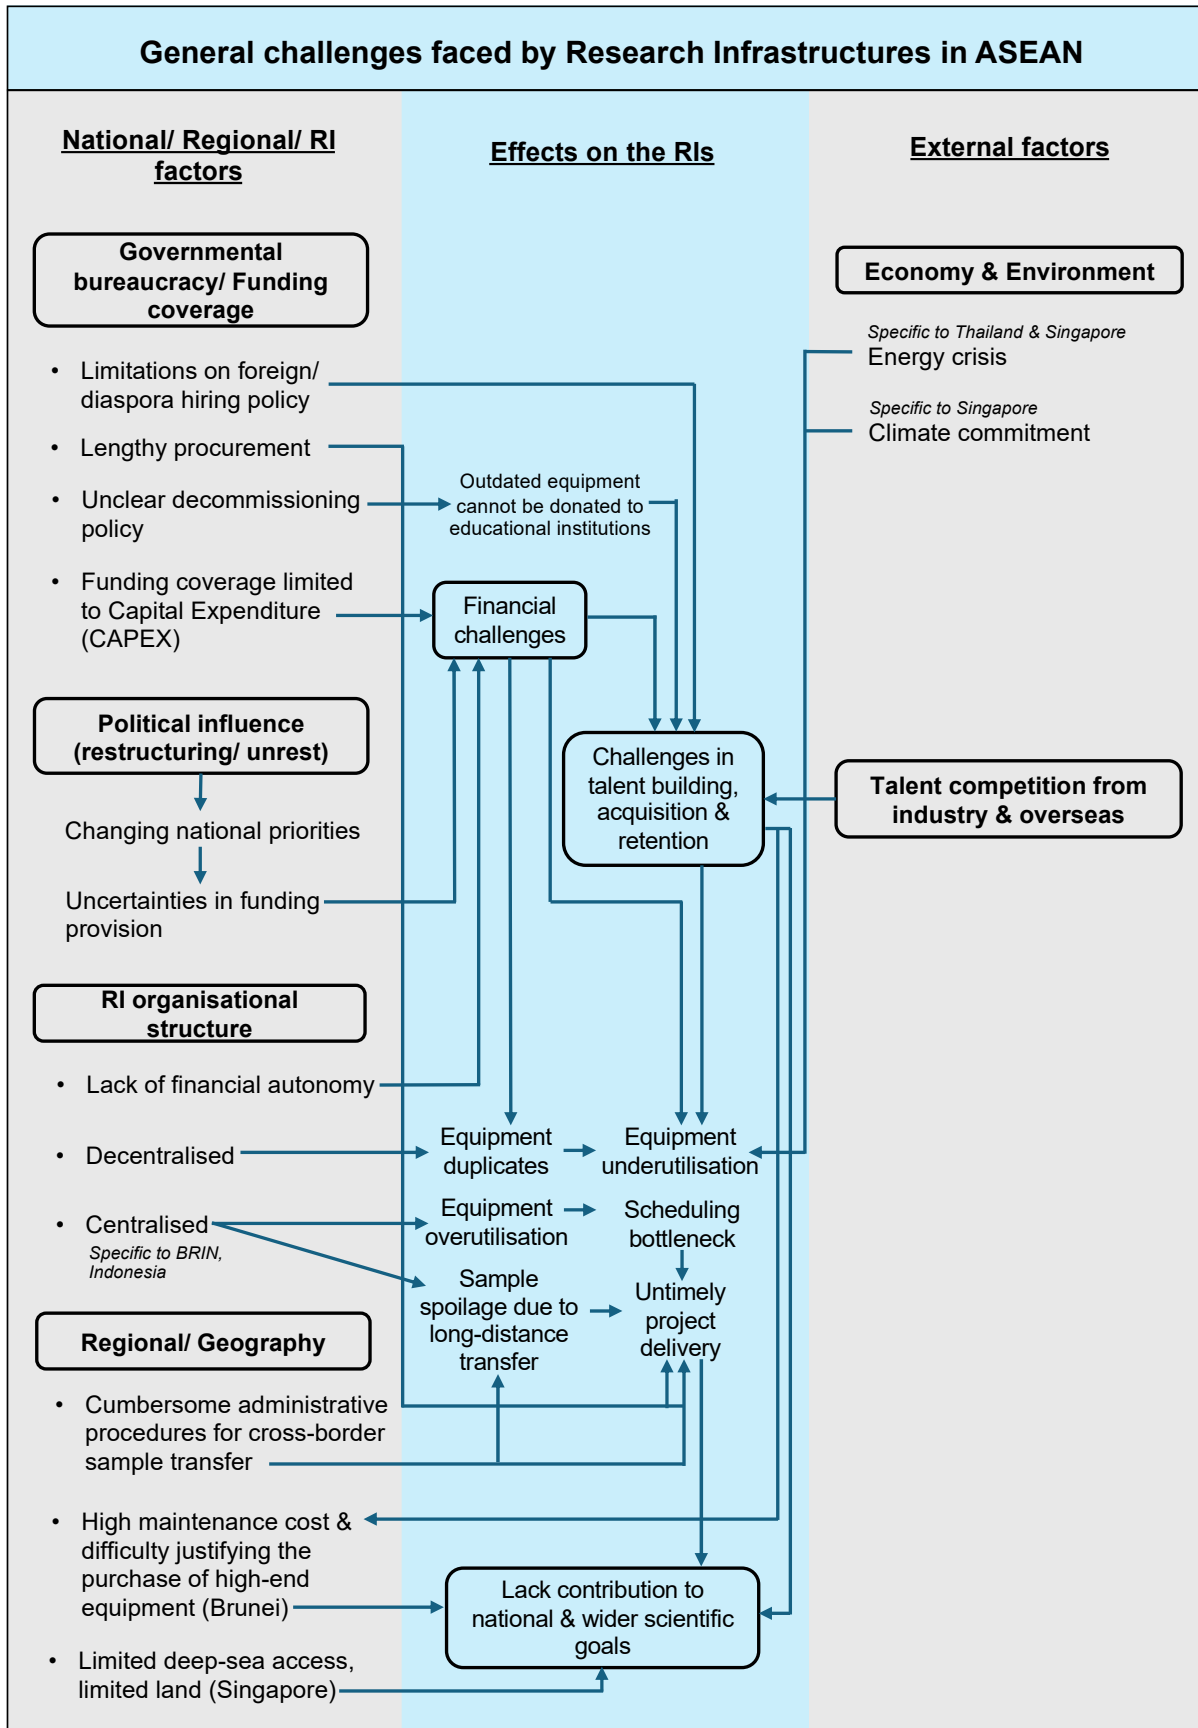 General challenges faced by Research Infrastructures in ASEAN
National/ Regional/ RI
factors
Governmental
bureaucracy/ Funding
coverage
• Limitations on foreign/
diaspora hiring policy
• Lengthy procurement
• Unclear decommissioning
policy
• Funding coverage limited
to Capital Expenditure
(CAPEX)
Political influence
(restructuring/ unrest)
Changing national priorities
Uncertainties in funding
provision
RI organisational
structure
• Lack of financial autonomy
• Decentralised
• Centralised
Specific to BRIN,
Indonesia
Regional/ Geography
• Cumbersome administrative
procedures for cross-border
sample transfer
• High maintenance cost &
difficulty justifying the
purchase of high-end
equipment (Brunei)
• Limited deep-sea access,
limited land (Singapore)
Effects on the RIs
Outdated equipment
cannot be donated to
educational institutions
Financial
challenges
Challenges in
talent building,
acquisition &
retention
Equipment
duplicates
Equipment
underutilisation
Equipment
overutilisation
Scheduling
bottleneck
Sample
spoilage due to
long-distance
transfer
Untimely
project
delivery
Lack contribution to
national & wider scientific
goals
External factors
Economy & Environment
Specific to Thailand & Singapore
Energy crisis
Specific to Singapore
Climate commitment
Talent competition from
industry & overseas